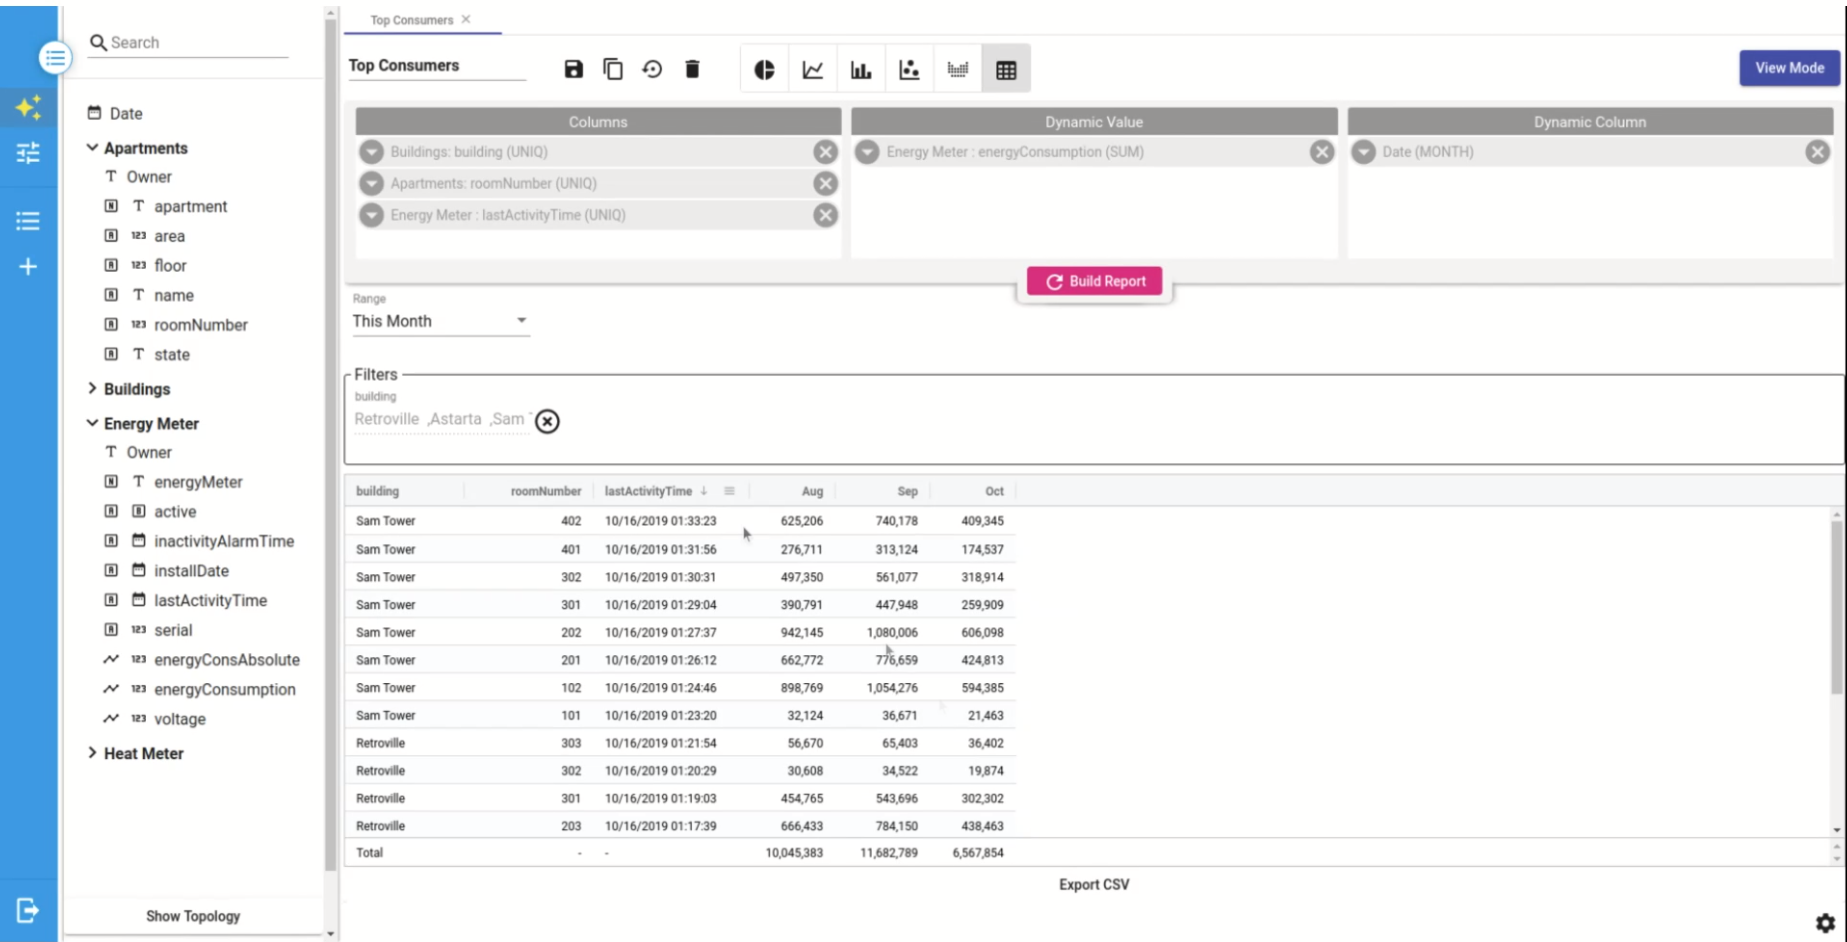 Search
Date
Apartments
Owner
apartment
area
floor
name
roomNumber
state
Buildings
Energy Meter
Owner
energyMeter
active
inactivityAlarmTime
installDate
lastActivityTime
serial
energyConsAbsolute
energyConsumption
voltage
Heat Meter
Show Topology
Top Consumers
Top Consumers
View Mode
Columns
Buildings: building (UNIQ)
Apartments: roomNumber (UNIQ)
Energy Meter : lastActivityTime (UNIQ)
Dynamic Value
Energy Meter : energyConsumption (SUM)
Dynamic Column
Date (MONTH)
Build Report
Range
This Month
Filters
building
Retroville ,Astarta ,Sam
building roomNumber lastActivityTime Aug Sep Oct
Sam Tower 402 10/16/2019 01:33:23 625,206 740,178 409,345
Sam Tower 401 10/16/2019 01:31:56 276,711 313,124 174,537
Sam Tower 302 10/16/2019 01:30:31 497,350 561,077 318,914
Sam Tower 301 10/16/2019 01:29:04 390,791 447,948 259,909
Sam Tower 202 10/16/2019 01:27:37 942,145 1,080,006 606,098
Sam Tower 201 10/16/2019 01:26:12 662,772 776,659 424,813
Sam Tower 102 10/16/2019 01:24:46 898,769 1,054,276 594,385
Sam Tower 101 10/16/2019 01:23:20 32,124 36,671 21,463
Retroville 303 10/16/2019 01:21:54 56,670 65,403 36,402
Retroville 302 10/16/2019 01:20:29 30,608 34,522 19,874
Retroville 301 10/16/2019 01:19:03 454,765 543,696 302,302
Retroville 203 10/16/2019 01:17:39 666,433 784,150 438,463
Total - - 10,045,383 11,682,789 6,567,854
Export CSV